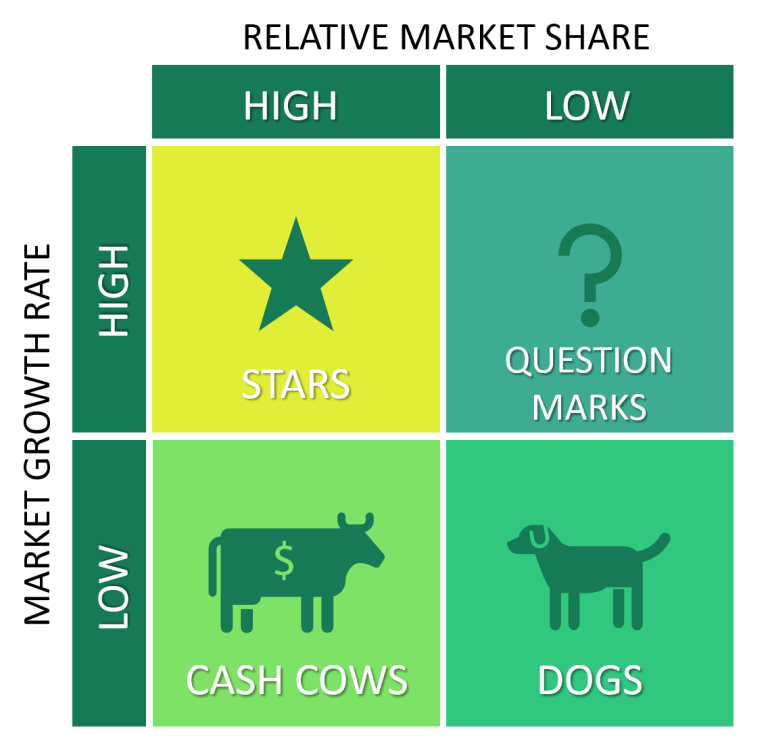 RELATIVE MARKET SHARE
HIGH
LOW
MARKET GROWTH RATE
HIGH
STARS
?
QUESTION
MARKS
LOW
$
CASH COWS
DOGS